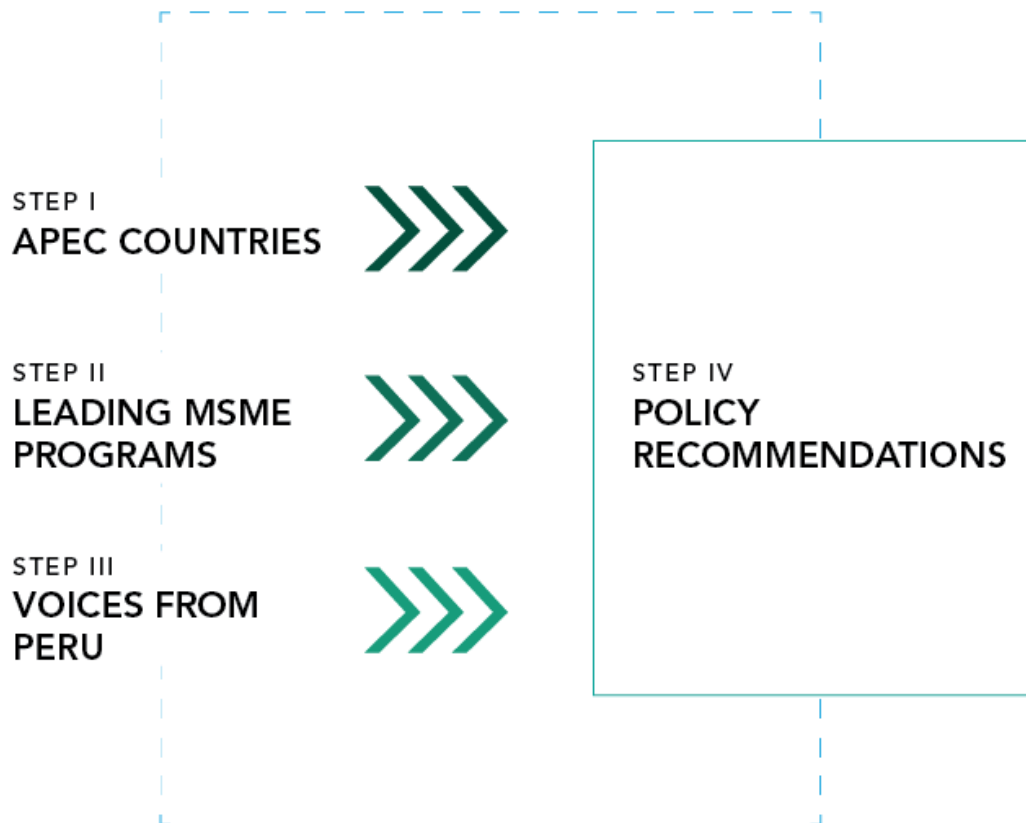 STEP I
APEC COUNTRIES
STEP II
LEADING MSME
PROGRAMS
STEP III
VOICES FROM
PERU
STEP IV
POLICY
RECOMMENDATIONS